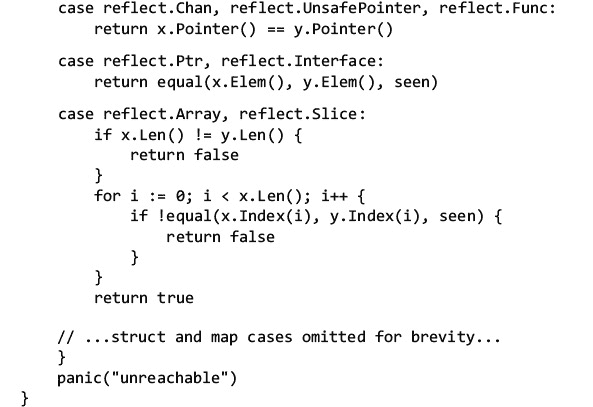 case reflect.Chan, reflect.UnsafePointer, reflect.Func:
return x.Pointer() == y.Pointer()
case reflect.Ptr, reflect.Interface:
return equal(x.Elem(), y.Elem(), seen)
case reflect.Array, reflect.Slice:
if x.Len() != y.Len() {
return false
}
for i := 0; i < x.Len(); i++ {
if !equal(x.Index(i), y.Index(i), seen) {
return false
}
}
return true
// ...struct and map cases omitted for brevity...
}
panic("unreachable")
}